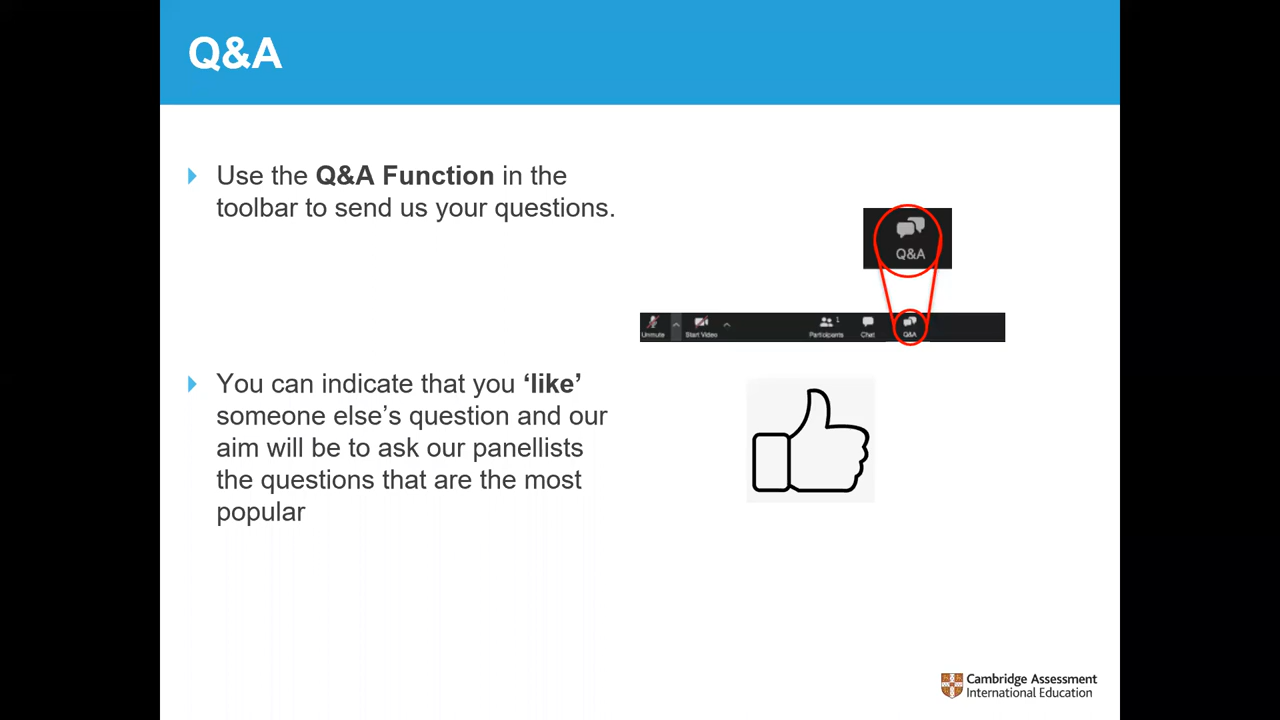 Q&A
Use the Q&A Function in the
toolbar to send us your questions.
Q&A
Unmute
Start Video
Participants
1
Chat
Q&A
You can indicate that you ‘like’
someone else’s question and our
aim will be to ask our panellists
the questions that are the most
popular
Cambridge Assessment
International Education